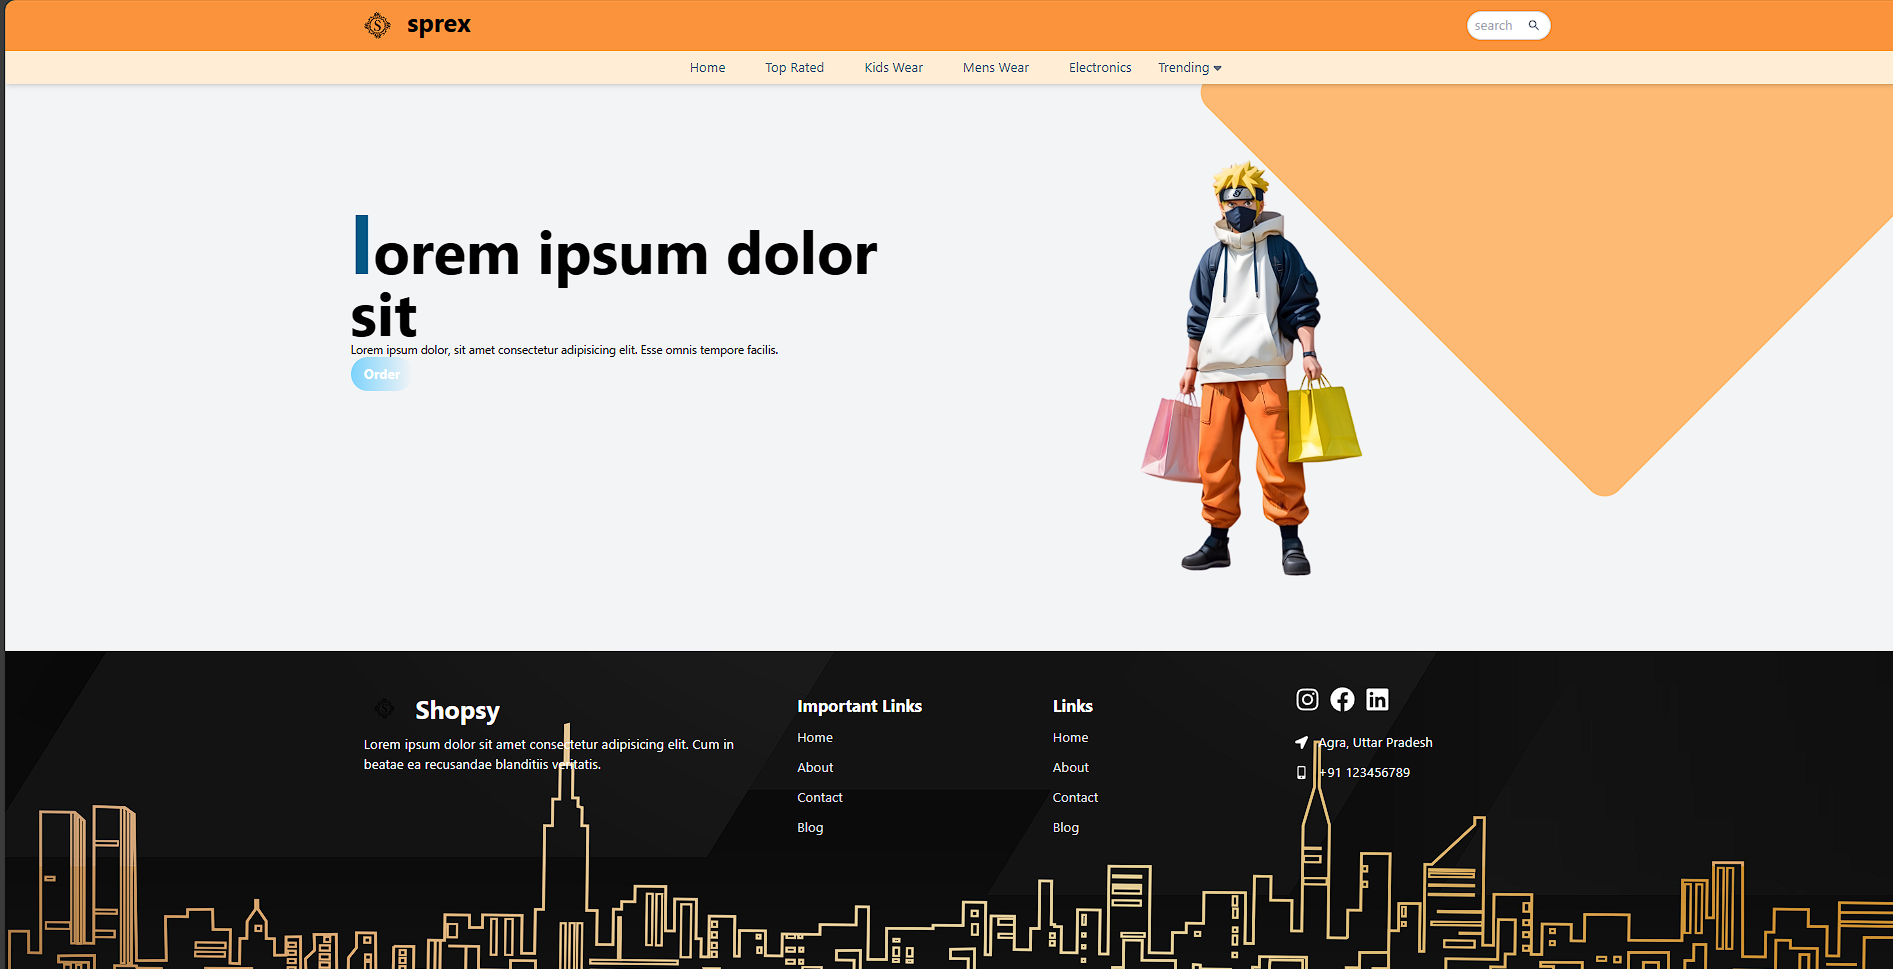 sprex
search
Home Top Rated Kids Wear Mens Wear Electronics Trending
lorem ipsum dolor
sit
Lorem ipsum dolor, sit amet consectetur adipisicing elit. Esse omnis tempore facilis.
Order
Shopsy
Lorem ipsum dolor sit amet consectetur adipisicing elit. Cum in
beatae ea recusandae blanditiis veritatis.
Important Links
Home
About
Contact
Blog
Links
Home
About
Contact
Blog
Agra, Uttar Pradesh
+91 123456789